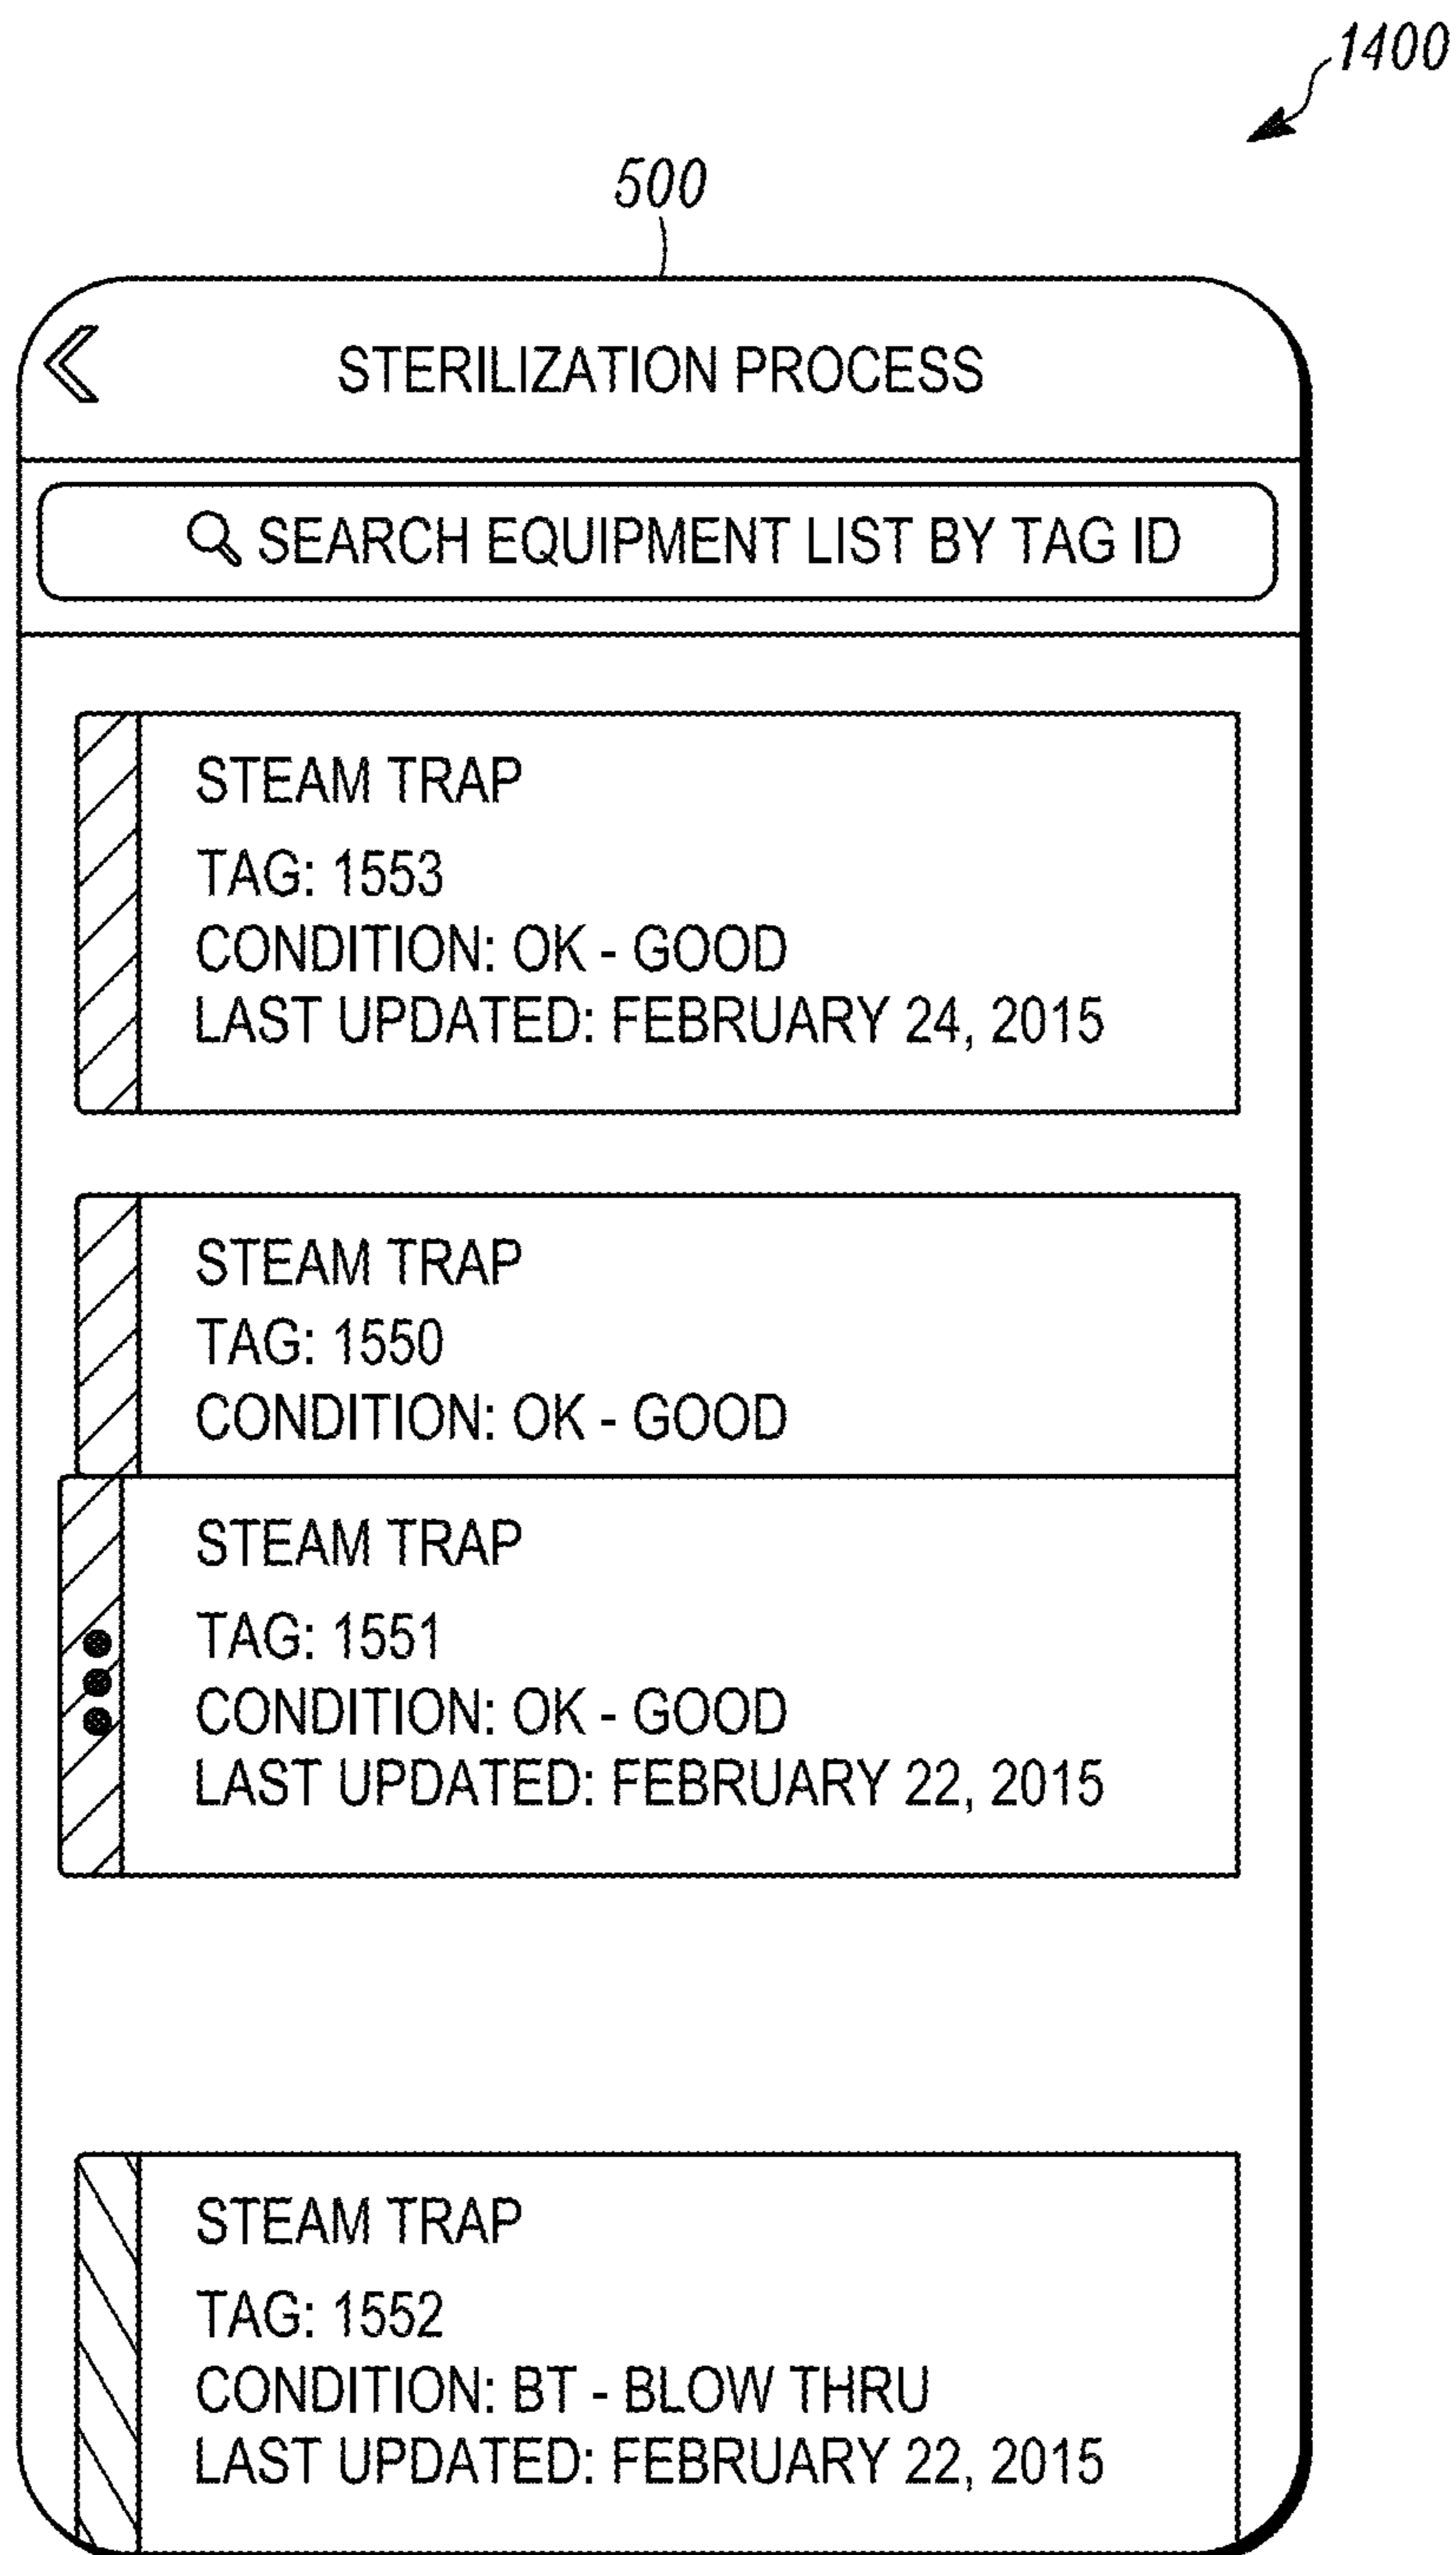 1400
500
STERILIZATION PROCESS
SEARCH EQUIPMENT LIST BY TAG ID
STEAM TRAP
TAG: 1553
CONDITION: OK - GOOD
LAST UPDATED: FEBRUARY 24, 2015
STEAM TRAP
TAG: 1550
CONDITION: OK - GOOD
STEAM TRAP
TAG: 1551
CONDITION: OK - GOOD
LAST UPDATED: FEBRUARY 22, 2015
STEAM TRAP
TAG: 1552
CONDITION: BT - BLOW THRU
LAST UPDATED: FEBRUARY 22, 2015